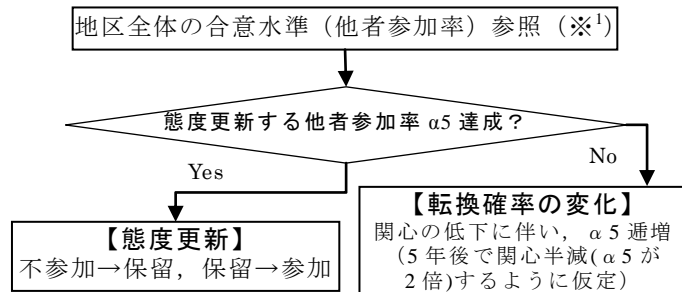 地区全体の合意水準（他者参加率）参照（※1）
態度更新する他者参加率 α5 達成？
Yes
No
【態度更新】
不参加→保留，保留→参加
【転換確率の変化】
関心の低下に伴い， α 5 逓増
（5 年後で関心半減( α 5 が
2 倍)するように仮定）